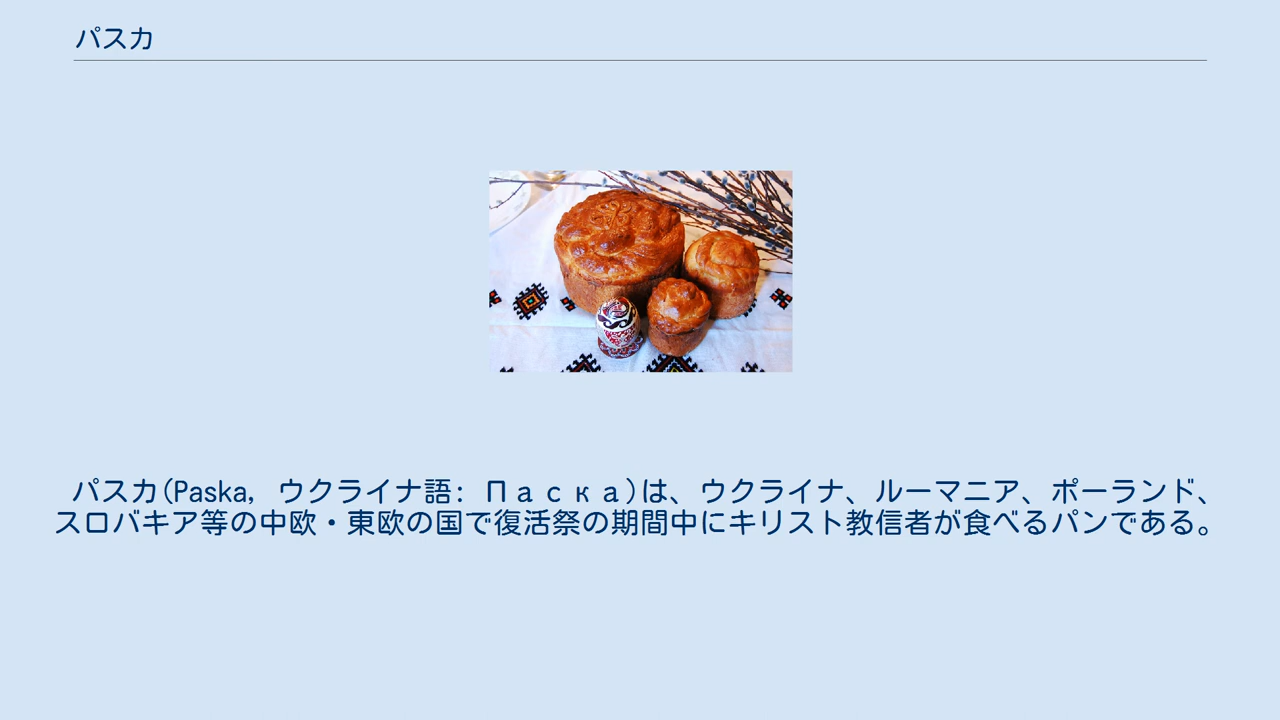 パスカ
パスカ(Paska, ウクライナ語: Паска)は、ウクライナ、ルーマニア、ポーランド、
スロバキア等の中欧・東欧の国で復活祭の期間中にキリスト教信者が食べるパンである。